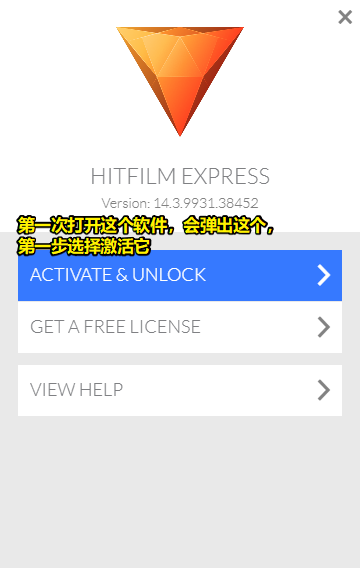 HITFILM EXPRESS
Version: 14.3.9931.38452
第一次打开这个软件，会弹出这个，
第一步选择激活它
ACTIVATE & UNLOCK
GET A FREE LICENSE
VIEW HELP